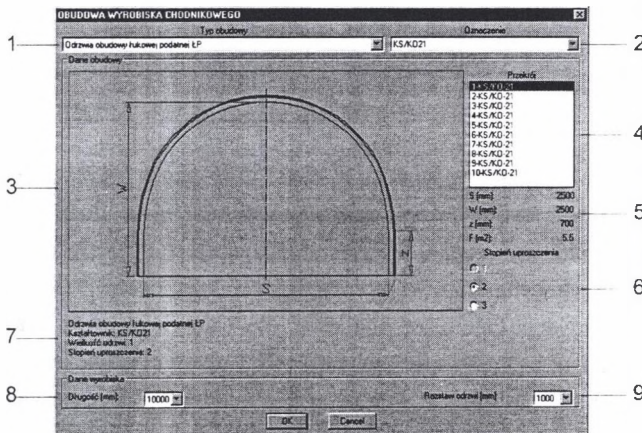 OBUDOWA WYROBISKA CHODNIKOWEGO
Typ obudowy
Oznaczenie
1
Odrzwia obudowy łukowej podatnej ŁP
KS/KO21
2
Dane obudowy
Przekrój
1-KS/KO-21
2-KS/KO-21
3-KS/KO-21
4-KS/KO-21
5-KS/KO-21
6-KS/KO-21
7-KS/KO-21
8-KS/KO-21
9-KS/KO-21
10-KS/KO-21
4
3
W
S [mm]: 2500
W [mm]: 2500
5
z [mm]: 700
F [m2]: 5.5
Z
S
Stopień uproszczenia
1
2
3
6
7
Odrzwia obudowy łukowej podatnej ŁP
Kształtownik: KS/KO21
Wielkość odrzwi: 1
Stopień uproszczenia: 2
Dane wyrobiska
8
Długość [mm]: 10000
Rozstaw odrzwi [mm] 1000
9
OK
Cancel